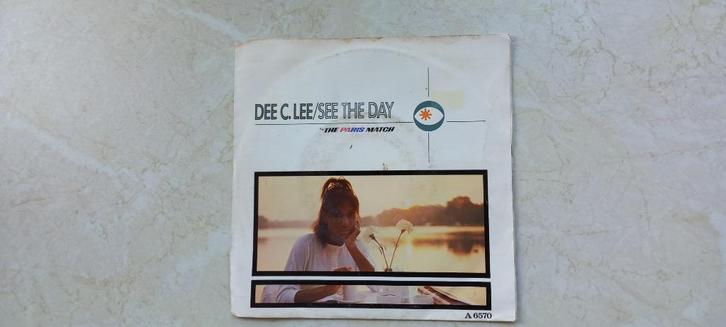 DEE C. LEE/SEE THE DAY
THE PARIS MATCH
A 6570